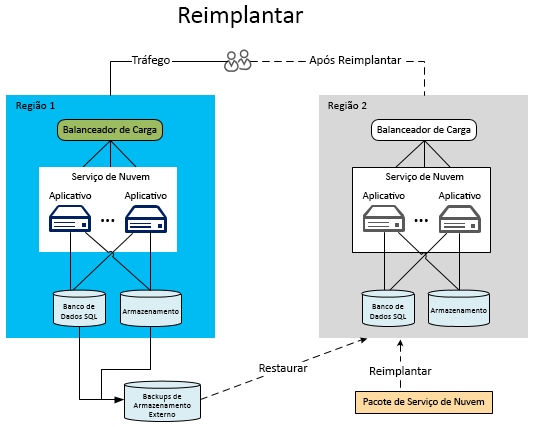 Reimplantar
Tráfego
Após Reimplantar
Região 1
Balanceador de Carga
Serviço de Nuvem
Aplicativo
...
Aplicativo
Banco de
Dados SQL
Armazenamento
Região 2
Balanceador de Carga
Serviço de Nuvem
Aplicativo
...
Aplicativo
Banco de
Dados SQL
Armazenamento
Restaurar
Reimplantar
Backups de
Armazenamento
Externo
Pacote de Serviço de Nuvem